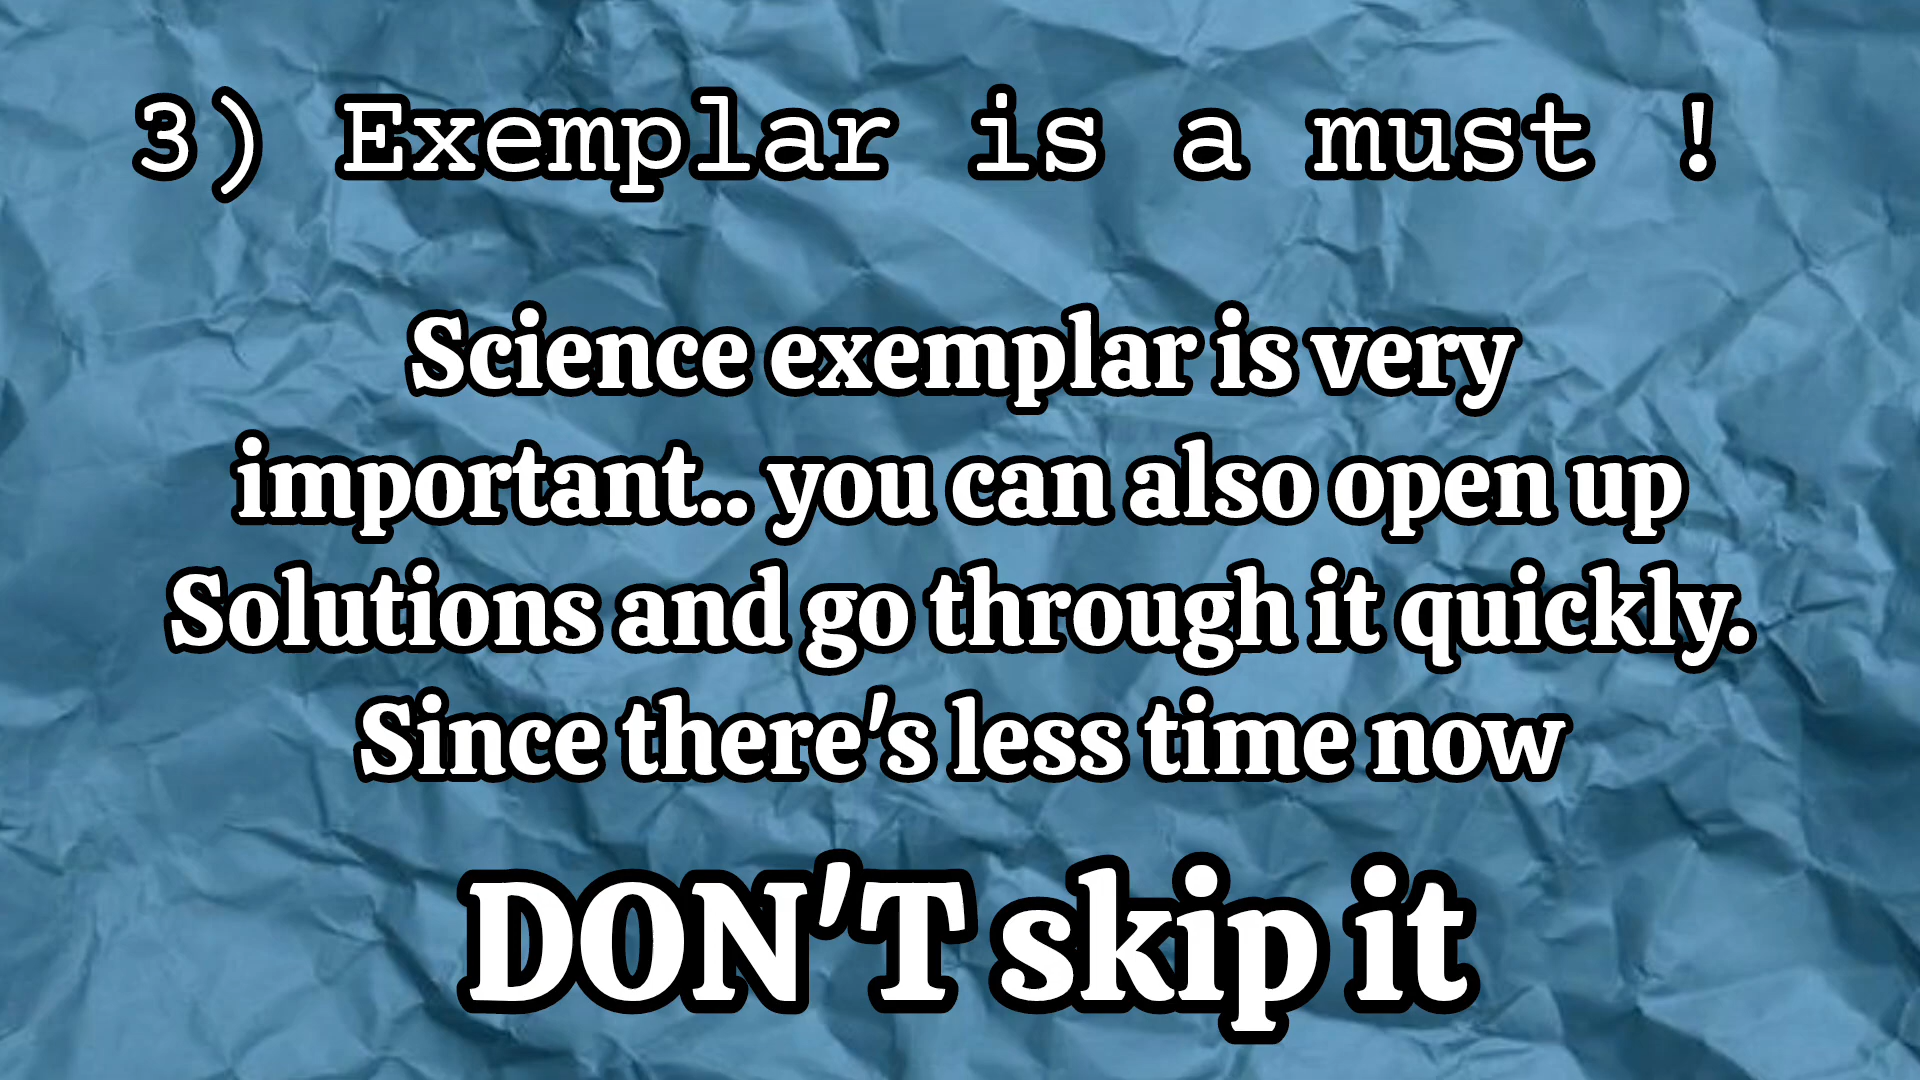 3) Exemplar is a must !
Science exemplar is very
important.. you can also open up
Solutions and go through it quickly.
Since there's less time now
DON'T skip it